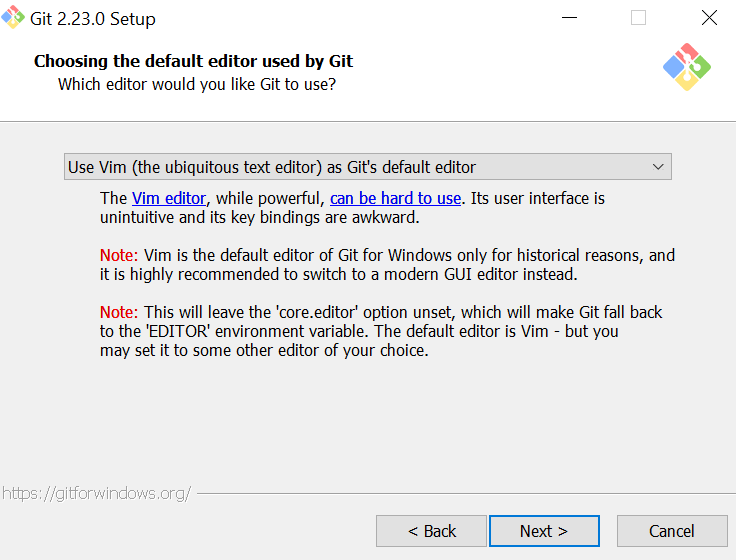 Git 2.23.0 Setup
Choosing the default editor used by Git
Which editor would you like Git to use?
Use Vim (the ubiquitous text editor) as Git's default editor
The Vim editor, while powerful, can be hard to use. Its user interface is
unintuitive and its key bindings are awkward.
Note: Vim is the default editor of Git for Windows only for historical reasons, and
it is highly recommended to switch to a modern GUI editor instead.
Note: This will leave the 'core.editor' option unset, which will make Git fall back
to the 'EDITOR' environment variable. The default editor is Vim - but you
may set it to some other editor of your choice.
https://gitforwindows.org/
< Back
Next >
Cancel